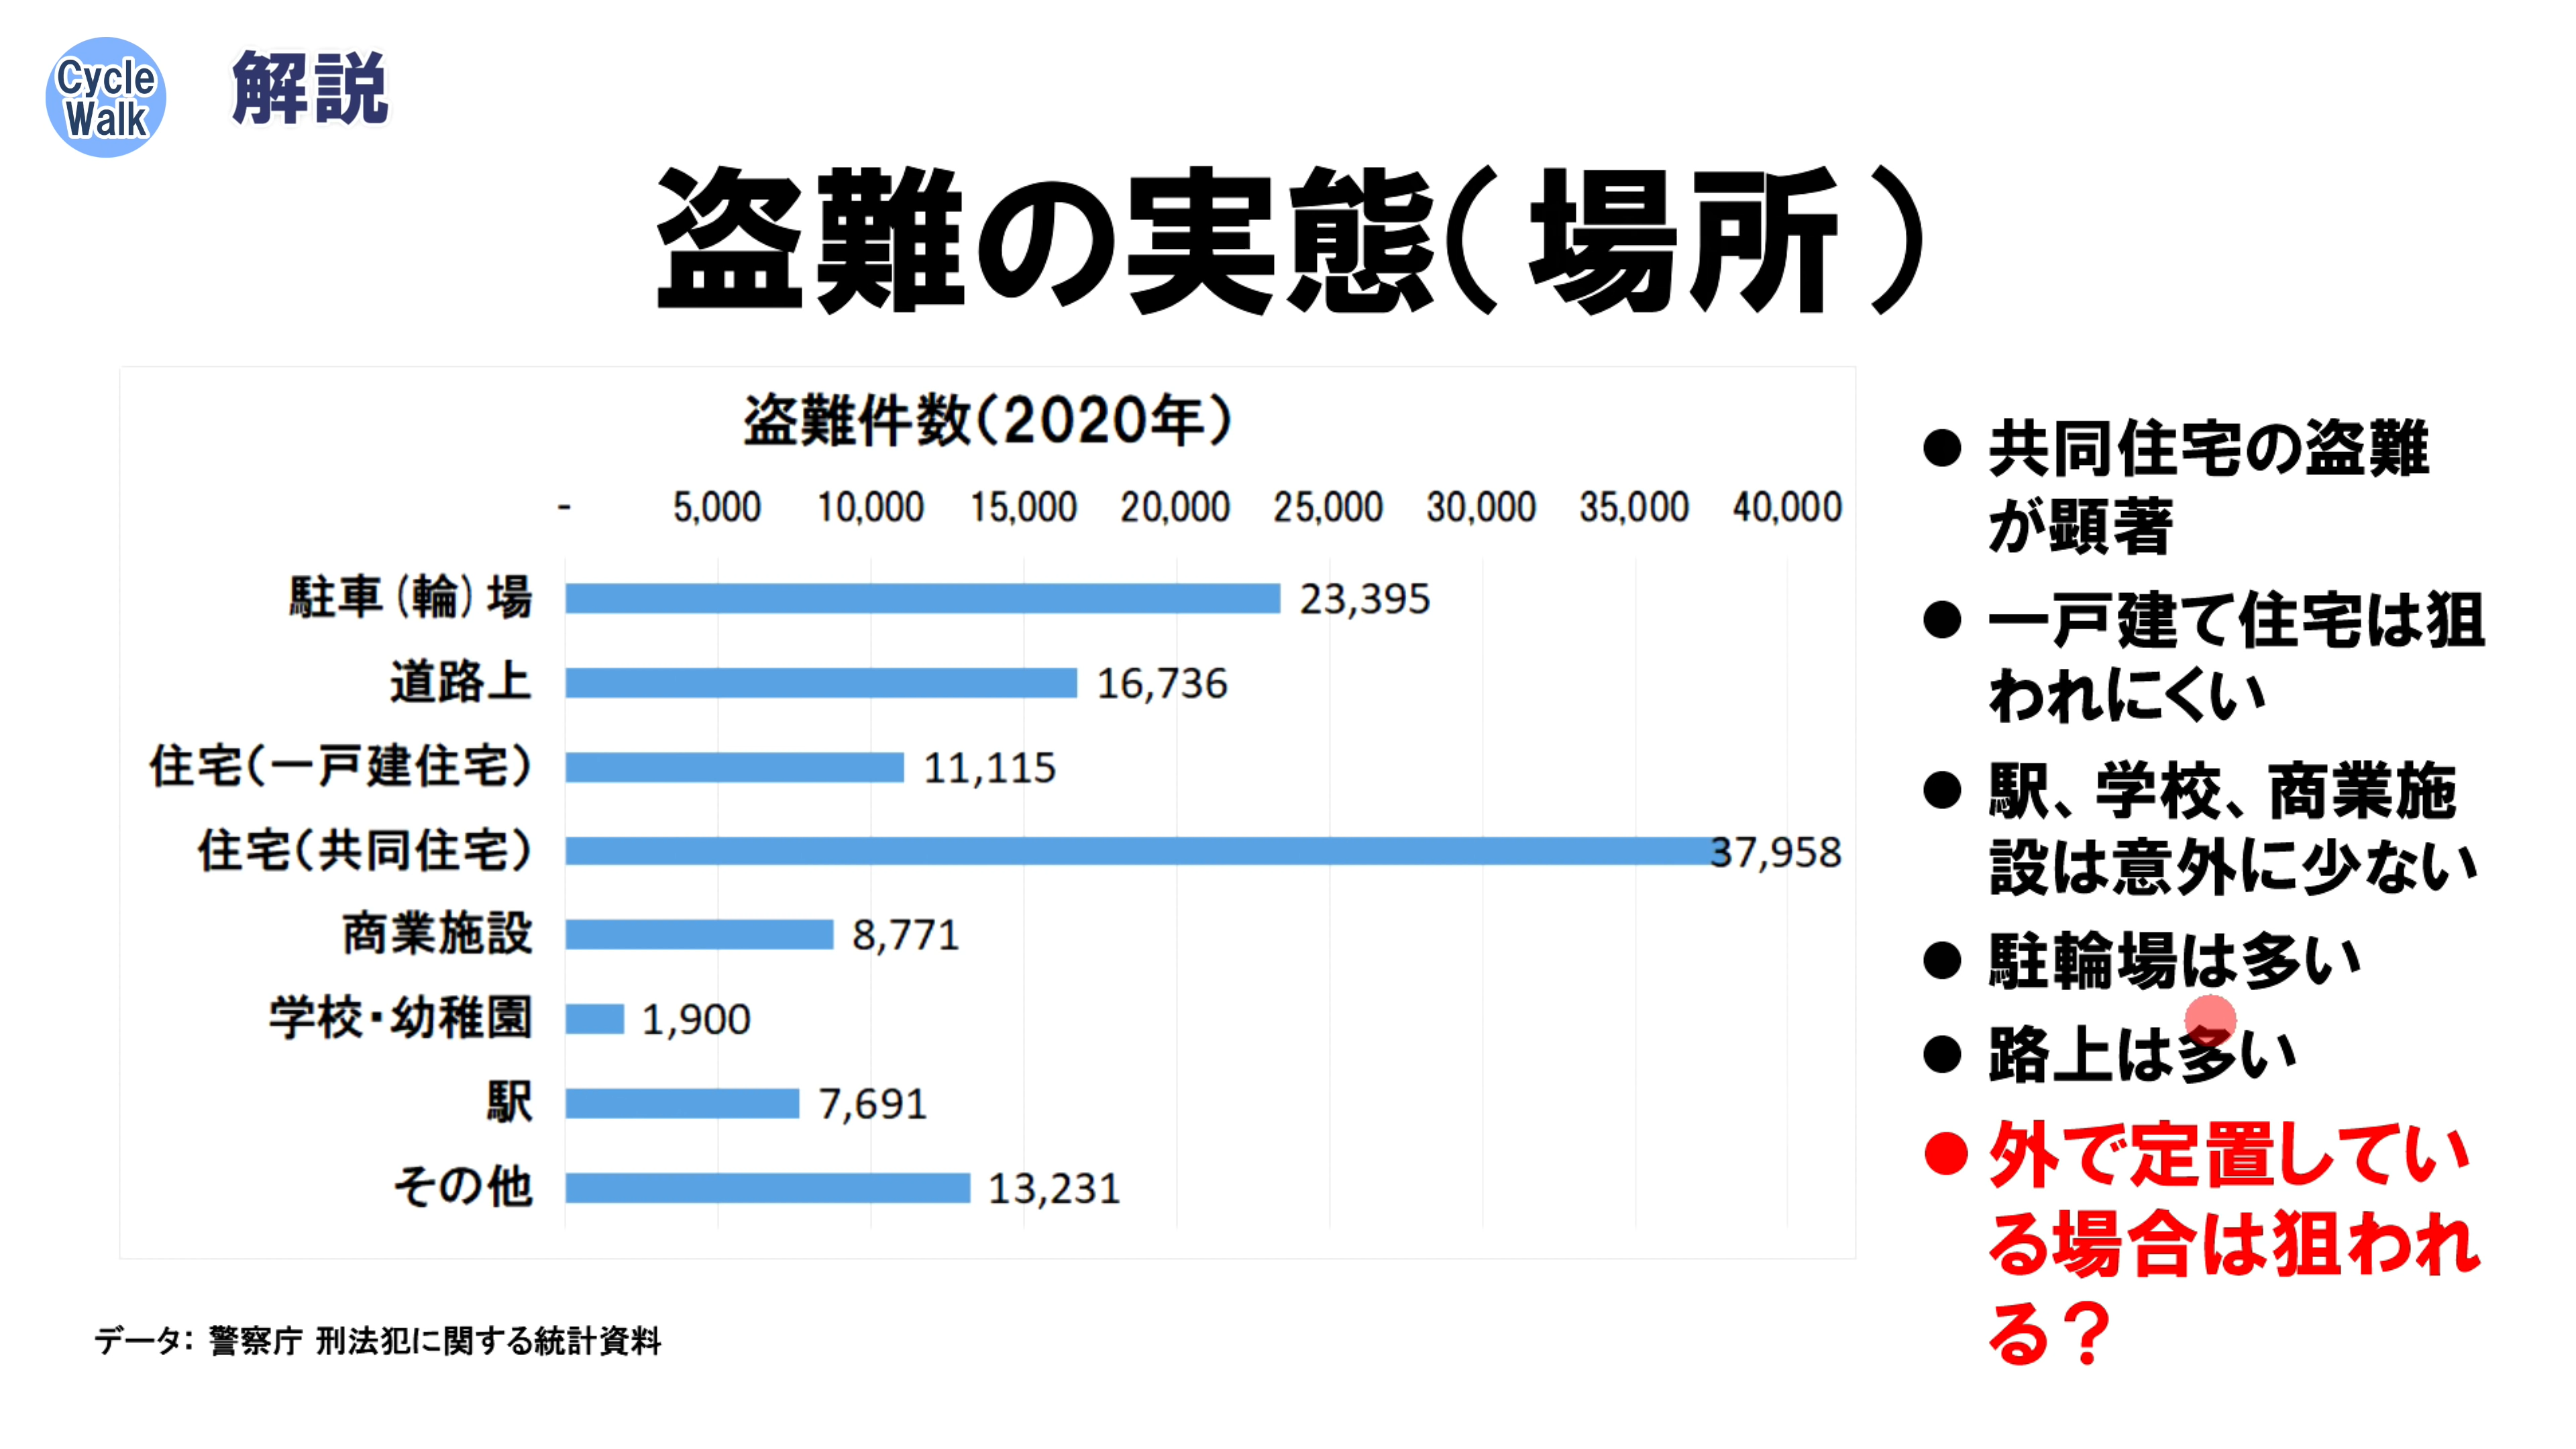 Cycle
Walk
解説
盗難の実態(場所)
盗難件数(2020年)
- 5,000 10,000 15,000 20,000 25,000 30,000 35,000 40,000
駐車(輪)場 23,395
道路上 16,736
住宅(一戸建住宅) 11,115
住宅(共同住宅) 37,958
商業施設 8,771
学校・幼稚園 1,900
駅 7,691
その他 13,231
データ: 警察庁 刑法犯に関する統計資料
● 共同住宅の盗難
が顕著
● 一戸建て住宅は狙
われにくい
● 駅、学校、商業施
設は意外に少ない
● 駐輪場は多い
● 路上は多い
● 外で定置してい
る場合は狙われ
る?